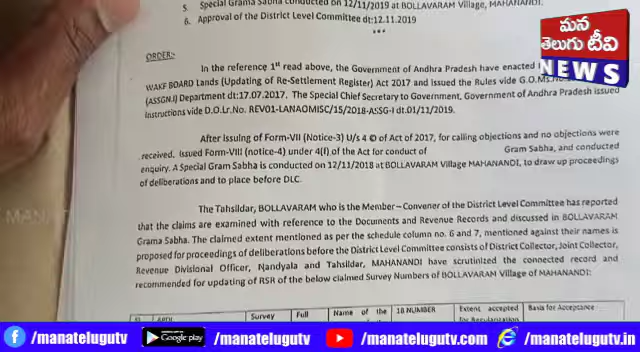 5. Special Grama Sabha conducted on 12/11/2019 at BOLLAVARAM Village, MAHANANDI.
6. Approval of the District Level Committee dt:12.11.2019
***
మన
తెలుగు టీవి
NEWS
ORDER:-
In the reference 1st read above, the Government of Andhra Pradesh have enacted
WAKF BOARD Lands (Updating of Re-Settlement Register) Act 2017 and issued the Rules vide G.O.Ms.
(ASSGN.I) Department dt:17.07.2017. The Special Chief Secretary to Government, Government of Andhra Pradesh issued
instructions vide D.O.Lr.No. REV01-LANAOMISC/15/2018-ASSG-I dt.01/11/2019.
After issuing of Form-VII (Notice-3) U/s 4 © of Act of 2017, for calling objections and no objections were
received. Issued Form-VIII (notice-4) under 4(f) of the Act for conduct of Gram Sabha, and conducted
enquiry. A Special Gram Sabha is conducted on 12/11/2018 at BOLLAVARAM Village MAHANANDI, to draw up proceedings
of deliberations and to place before DLC.
The Tahsildar, BOLLAVARAM who is the Member–Convener of the District Level Committee has reported
that the claims are examined with reference to the Documents and Revenue Records and discussed in BOLLAVARAM
Grama Sabha. The claimed extent mentioned as per the schedule column no. 6 and 7, mentioned against their names is
proposed for proceedings of deliberations before the District Level Committee consists of District Collector, Joint Collector,
Revenue Divisional Officer, Nandyala and Tahsildar, MAHANANDI have scrutinized the connected record and
recommended for updating of RSR of the below claimed Survey Numbers of BOLLAVARAM Village of MAHANANDI:
Survey Full Name of the 1B NUMBER Extent accepted Basis for Acceptance
for Regularization
/manatelugutv Google play /manatelugutv /manatelugutv /manatelugutv.in